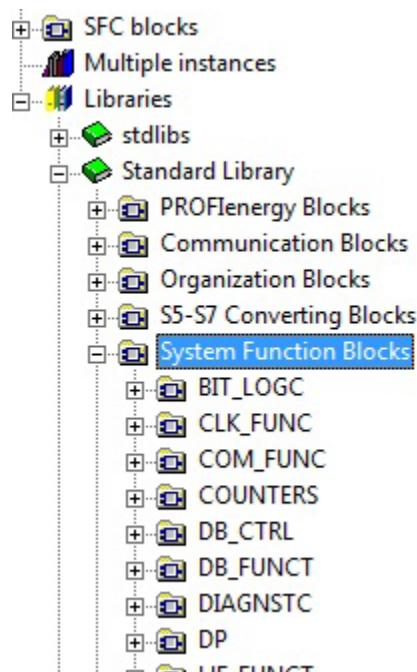 SFC blocks
Multiple instances
Libraries
stdlibs
Standard Library
PROFIenergy Blocks
Communication Blocks
Organization Blocks
S5-S7 Converting Blocks
System Function Blocks
BIT_LOGC
CLK_FUNC
COM_FUNC
COUNTERS
DB_CTRL
DB_FUNCT
DIAGNSTC
DP